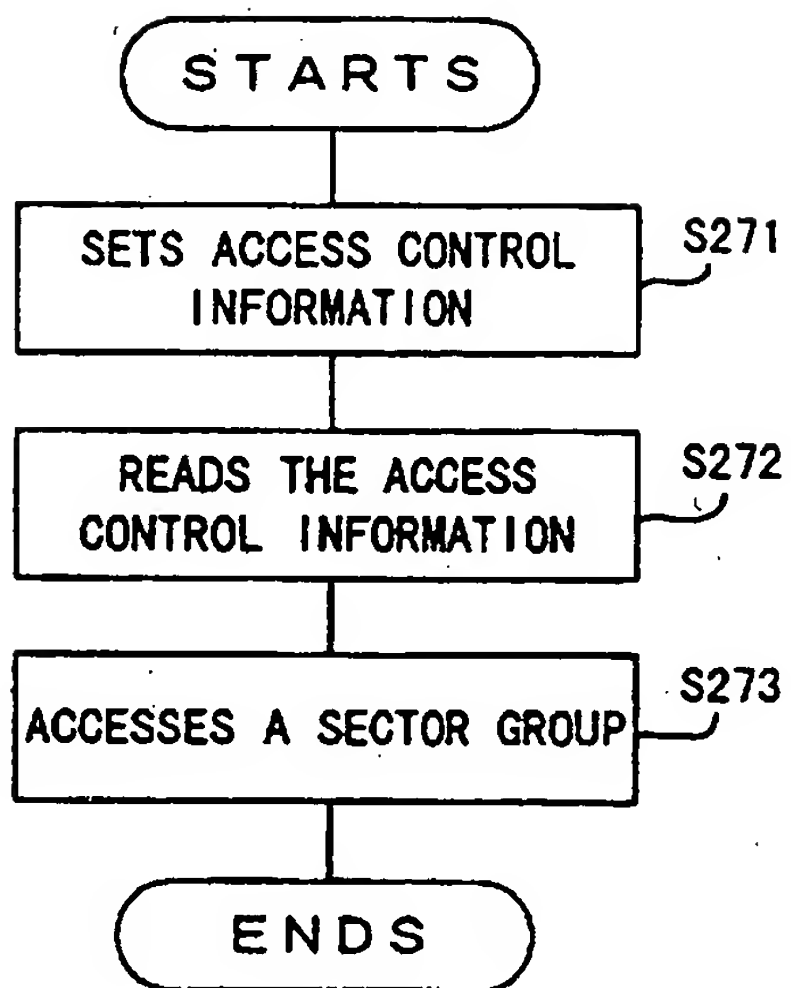 STARTS
SETS ACCESS CONTROL
INFORMATION
S271
READS THE ACCESS
CONTROL INFORMATION
S272
ACCESSES A SECTOR GROUP
S273
ENDS